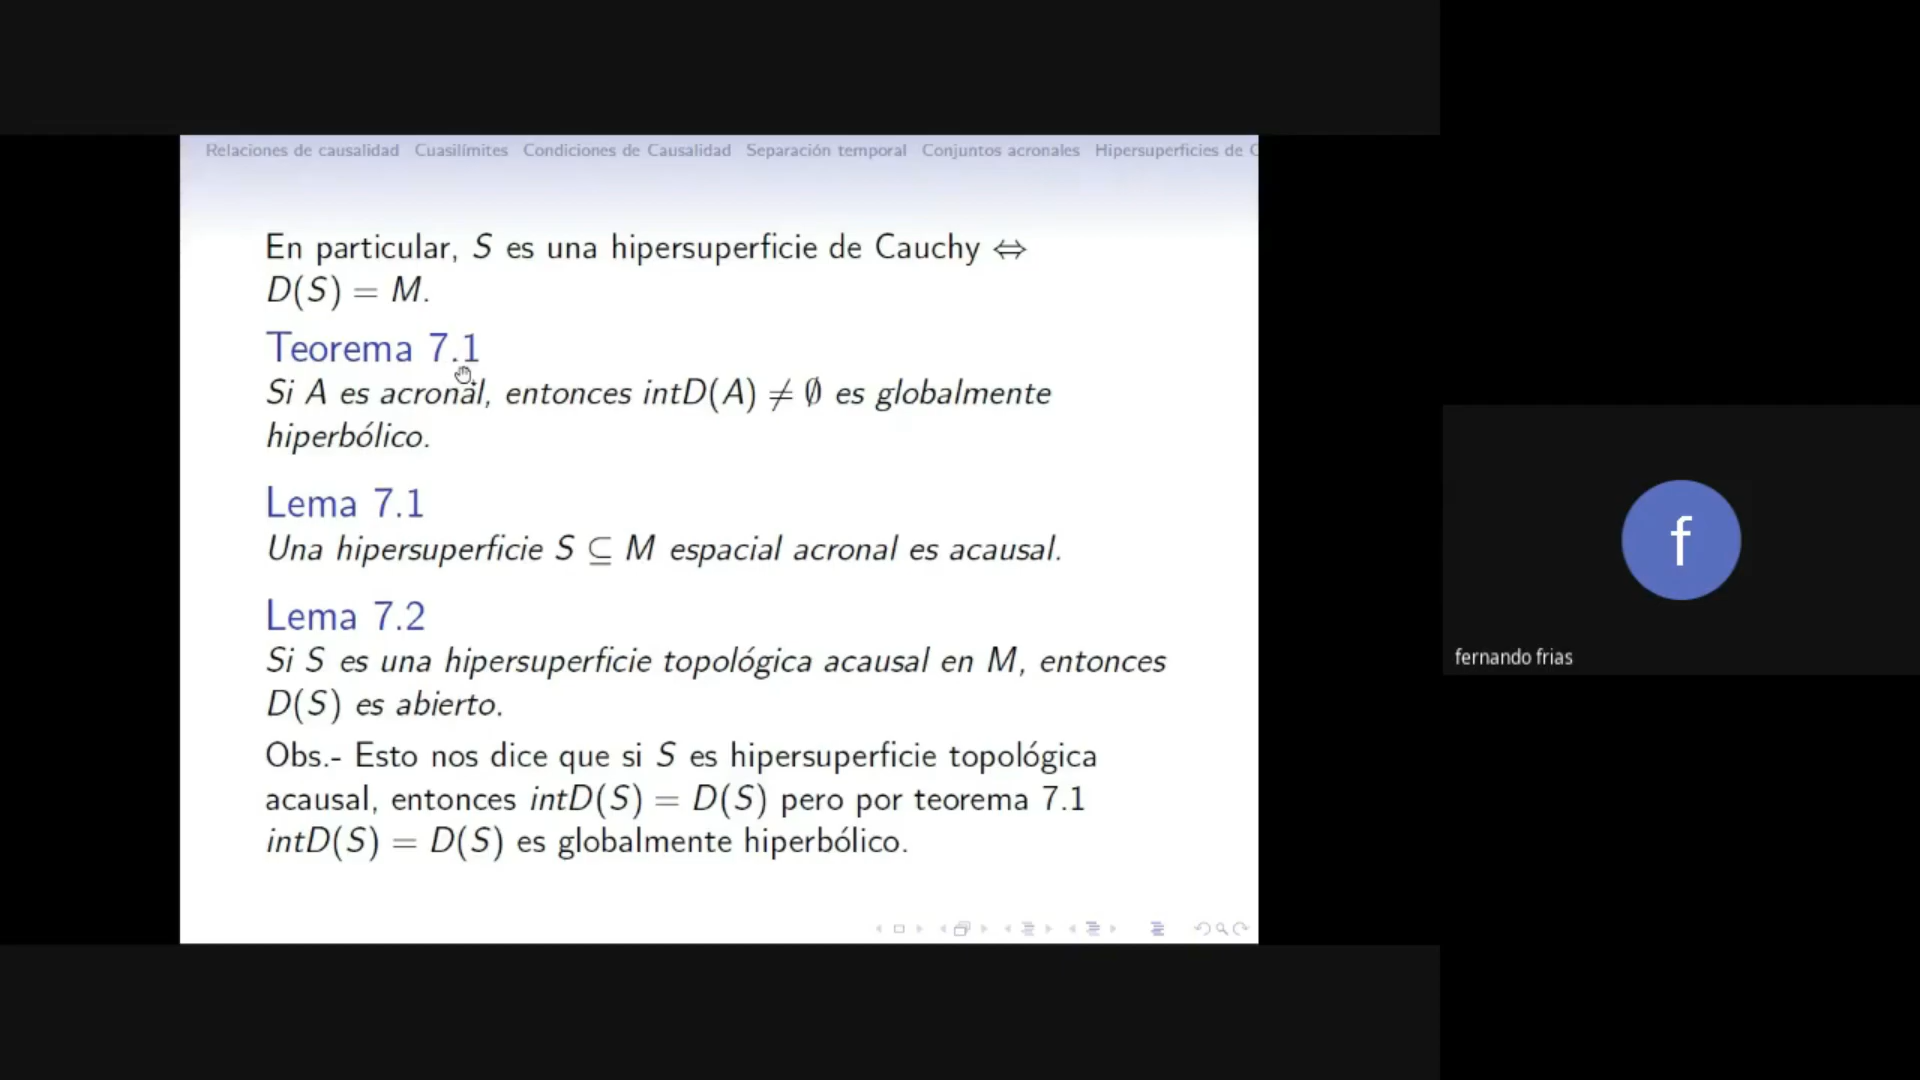 Relaciones de causalidad Cuasilímites Condiciones de Causalidad Separación temporal Conjuntos acronales Hipersuperficies de C
En particular, S es una hipersuperficie de Cauchy ⇔
D(S) = M.
Teorema 7.1
Si A es acronal, entonces intD(A) ≠ ∅ es globalmente
hiperbólico.
Lema 7.1
Una hipersuperficie S ⊆ M espacial acronal es acausal.
Lema 7.2
Si S es una hipersuperficie topológica acausal en M, entonces
D(S) es abierto.
Obs.- Esto nos dice que si S es hipersuperficie topológica
acausal, entonces intD(S) = D(S) pero por teorema 7.1
intD(S) = D(S) es globalmente hiperbólico.
f
fernando frias